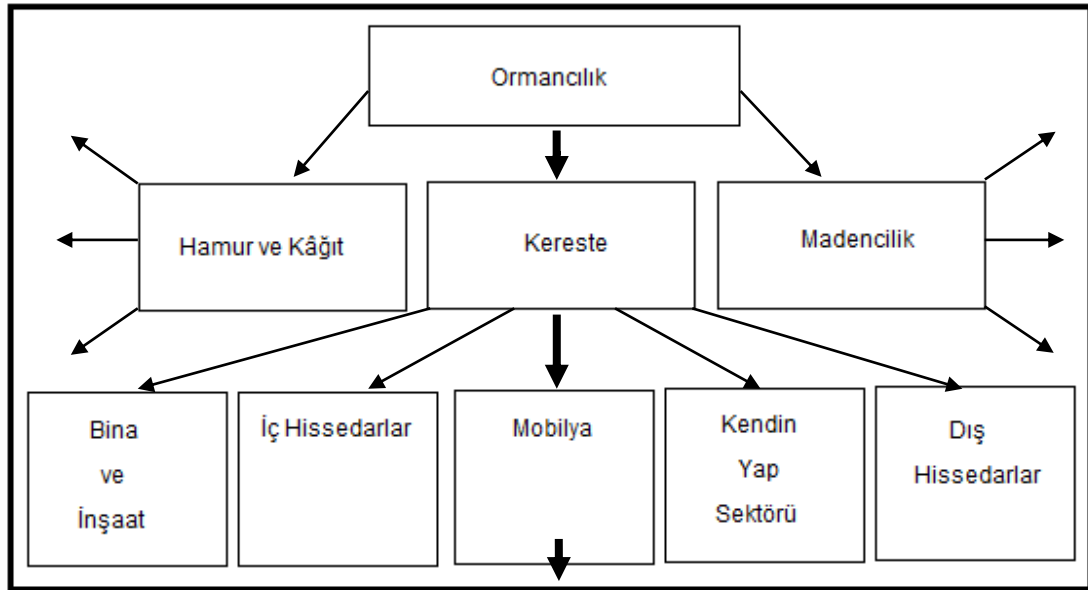 Ormancılık
Hamur ve Kâğıt
Kereste
Madencilik
Bina
ve
İnşaat
İç Hissedarlar
Mobilya
Kendin
Yap
Sektörü
Dış
Hissedarlar